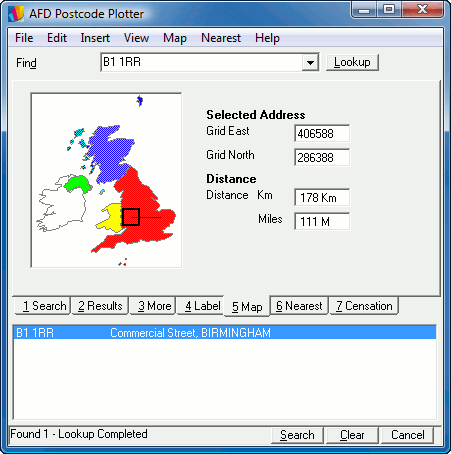 AFD Postcode Plotter
File Edit Insert View Map Nearest Help
Find B1 1RR Lookup
Selected Address
Grid East 406588
Grid North 286388
Distance
Distance Km 178 Km
Miles 111 M
1 Search 2 Results 3 More 4 Label 5 Map 6 Nearest 7 Censation
B1 1RR Commercial Street, BIRMINGHAM
Found 1 - Lookup Completed Search Clear Cancel